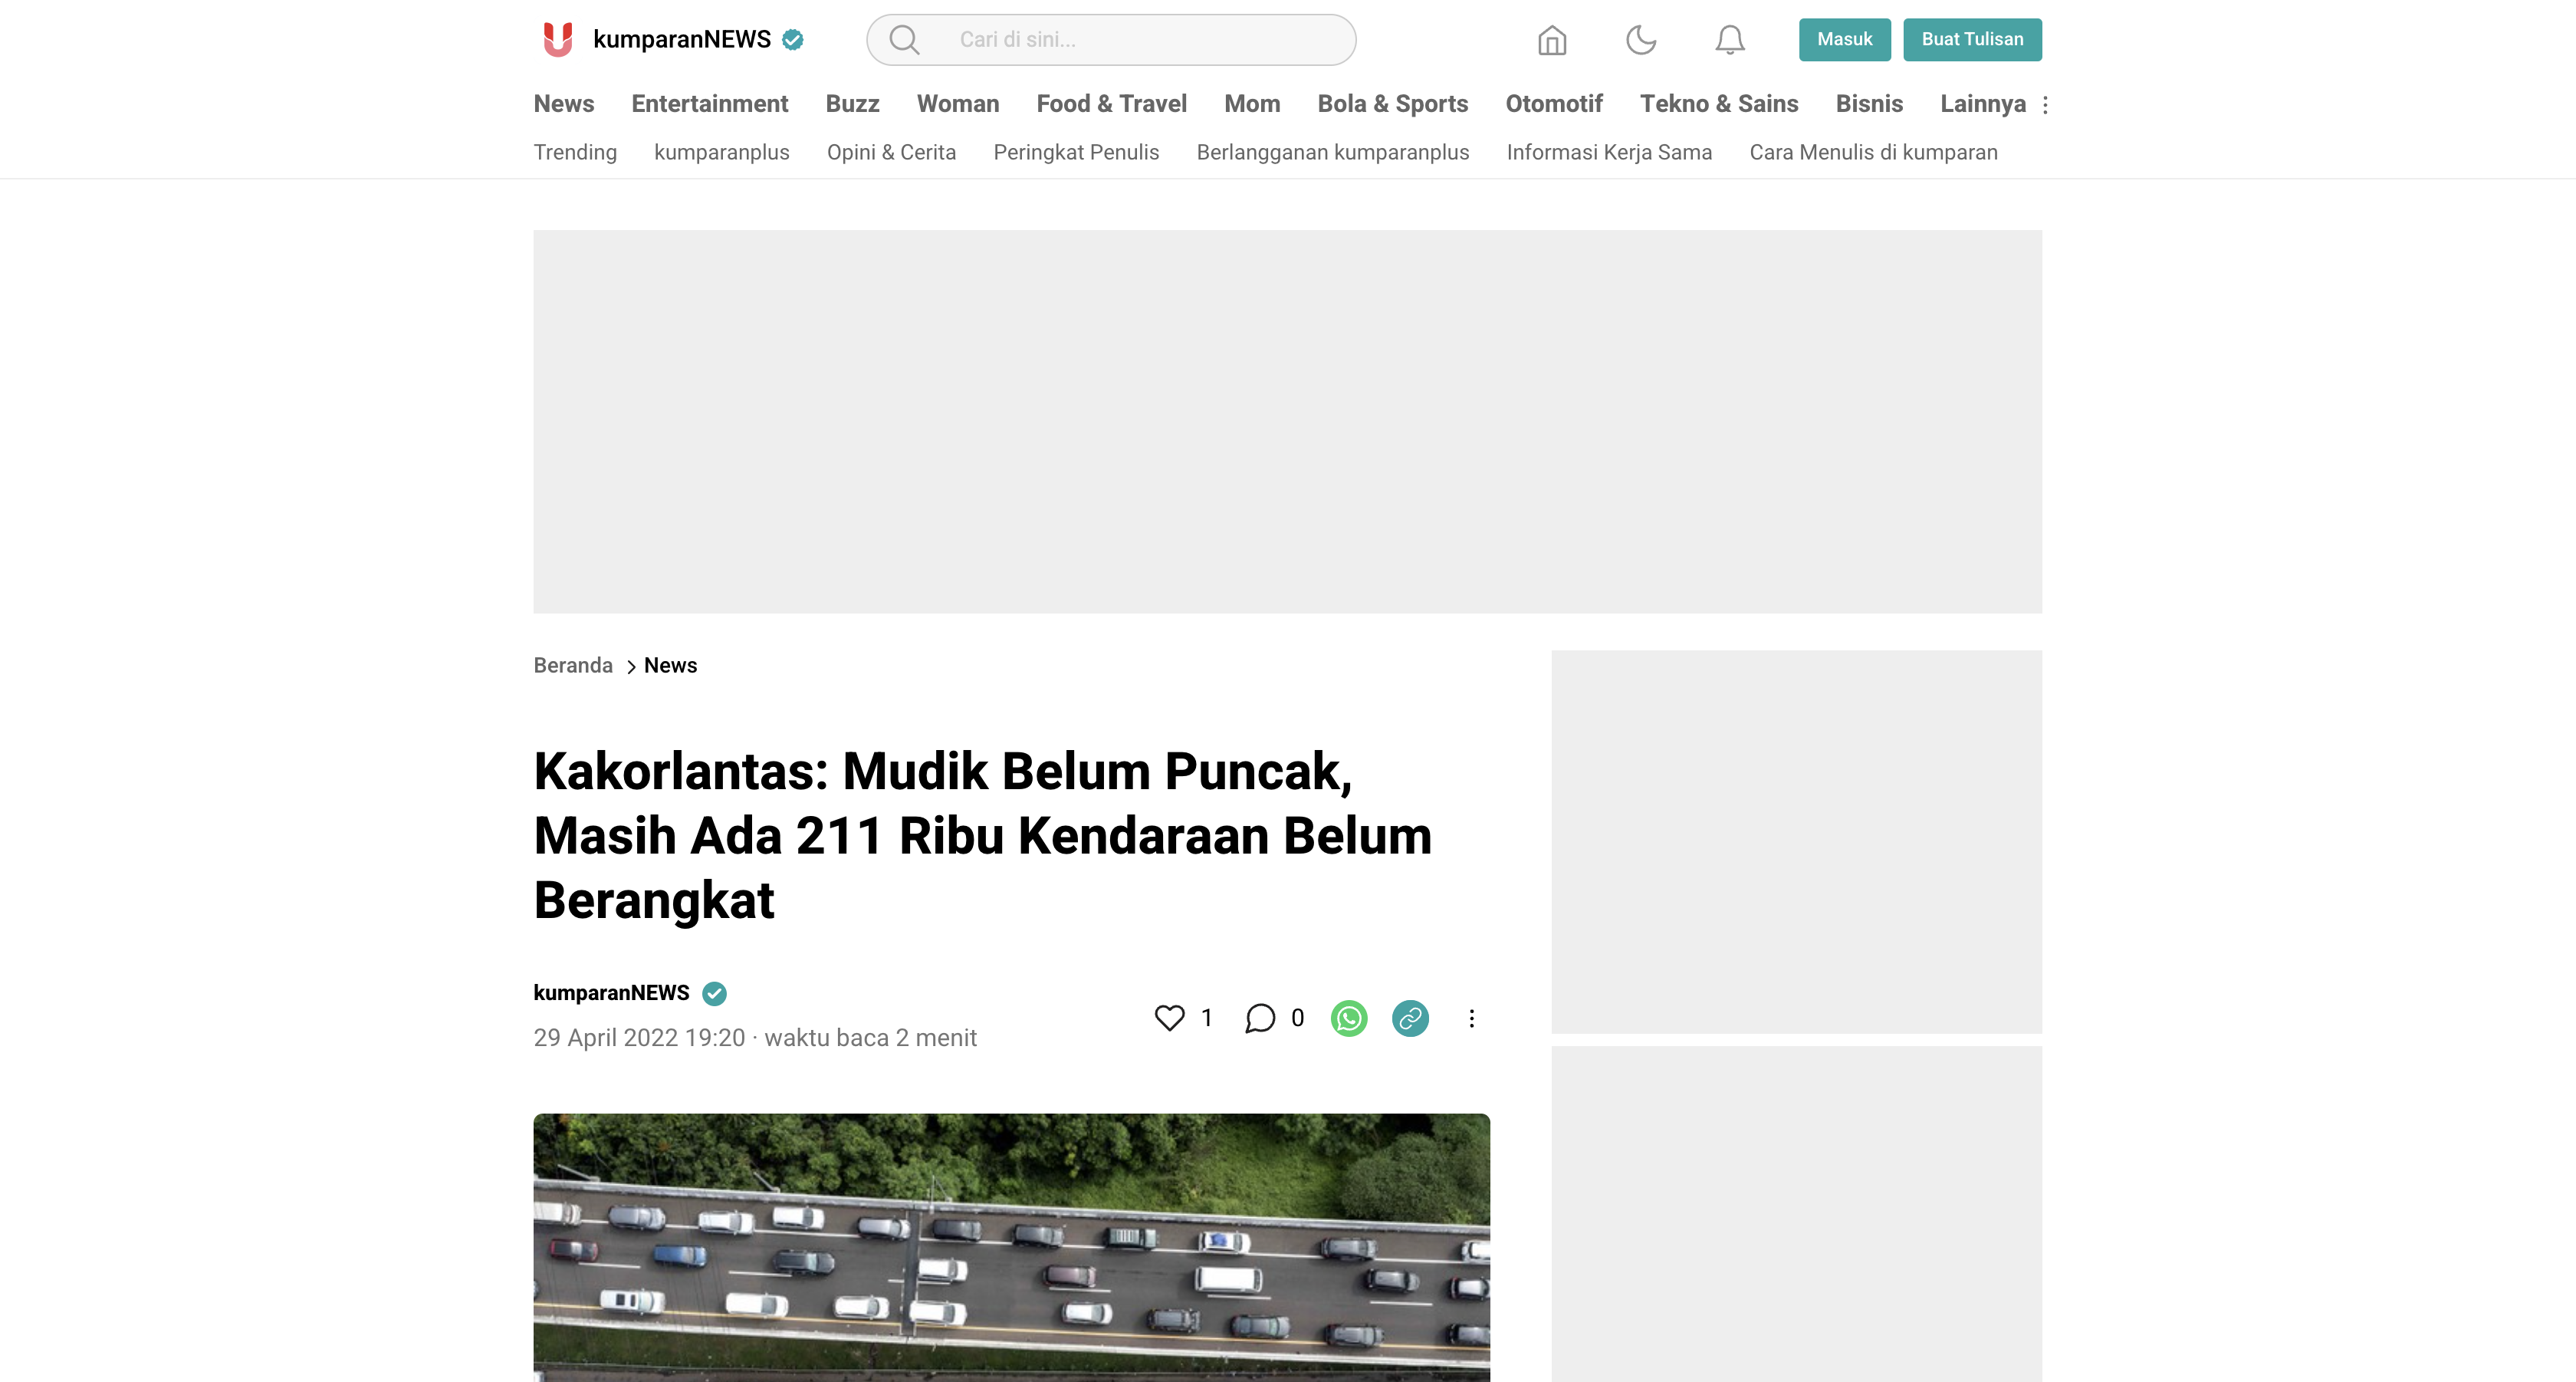 kumparanNEWS
Cari di sini...
Masuk
Buat Tulisan
News Entertainment Buzz Woman Food & Travel Mom Bola & Sports Otomotif Tekno & Sains Bisnis Lainnya
Trending kumparanplus Opini & Cerita Peringkat Penulis Berlangganan kumparanplus Informasi Kerja Sama Cara Menulis di kumparan
Beranda > News
Kakorlantas: Mudik Belum Puncak,
Masih Ada 211 Ribu Kendaraan Belum
Berangkat
kumparanNEWS
29 April 2022 19:20 · waktu baca 2 menit
1
0